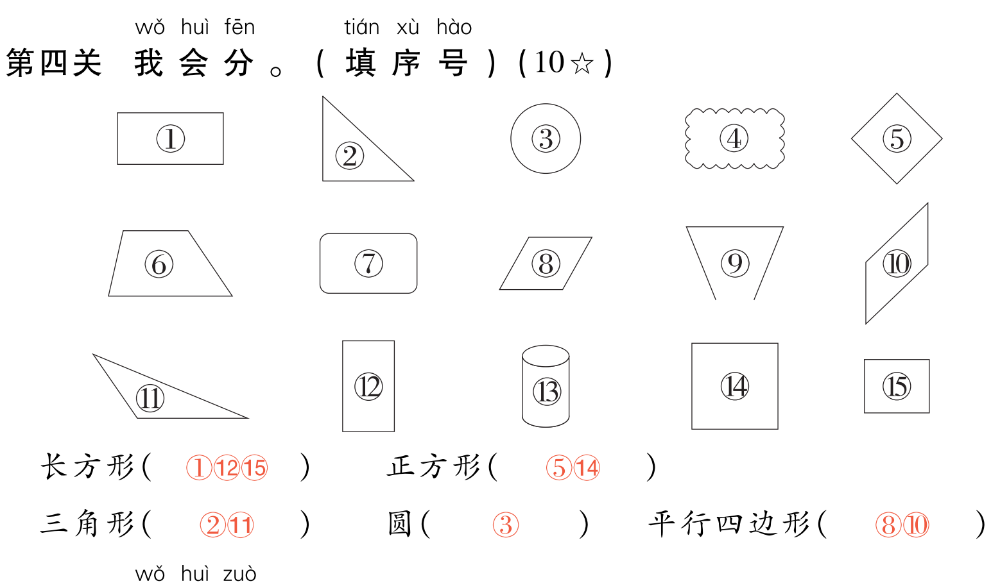 wǒ huì fēn tián xù hào
第四关 我会分。(填序号)(10☆)
① ② ③ ④ ⑤
⑥ ⑦ ⑧ ⑨ ⑩
⑪ ⑫ ⑬ ⑭ ⑮
长方形( ①⑫⑮ ) 正方形( ⑤⑭ )
三角形( ②⑪ ) 圆( ③ ) 平行四边形( ⑧⑩ )
wǒ huì zuò